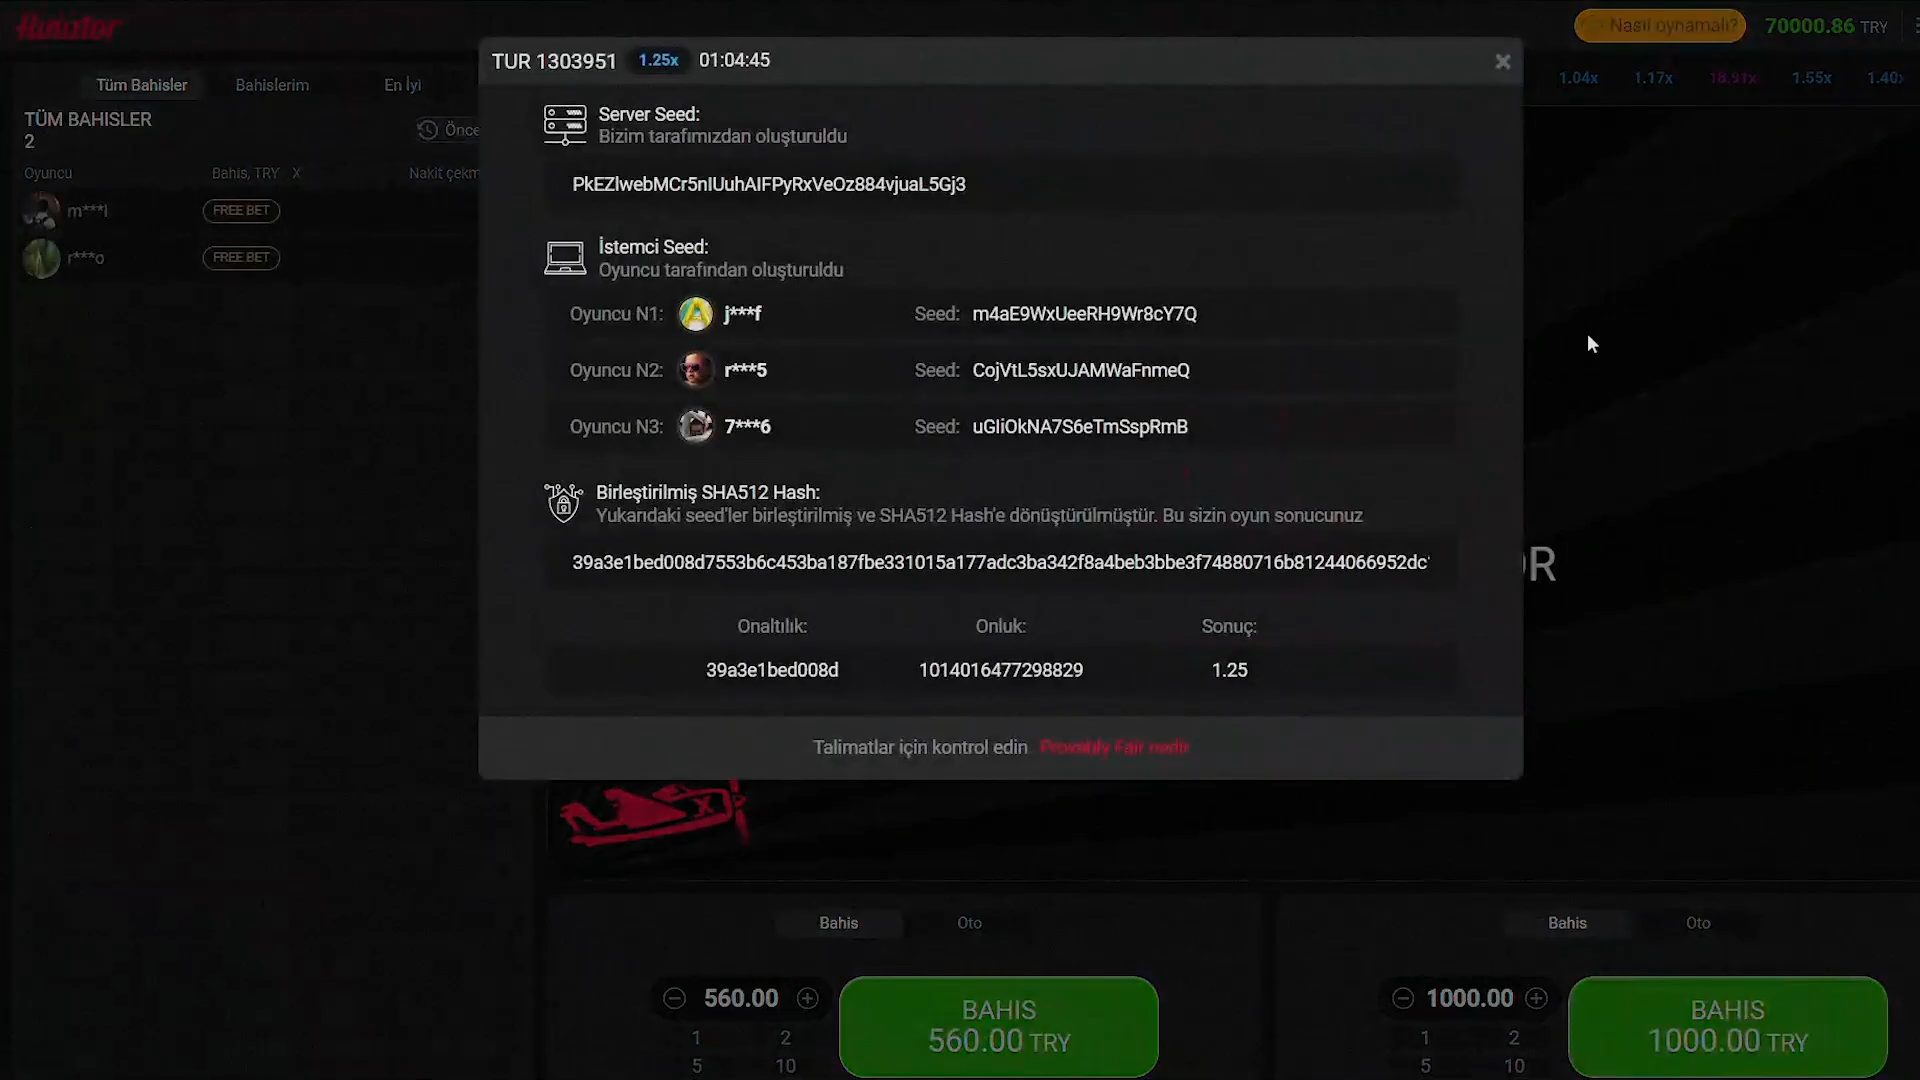 Aviator
Nasıl oynamalı?
70000.86 TRY
TUR 1303951 1.25x 01:04:45
1.04x 1.17x 18.91x 1.55x 1.40x
Tüm Bahisler Bahislerim En İyi
TÜM BAHISLER
2
Önce
Oyuncu Bahis, TRY X Nakit çekm
m***l FREE BET
r***o FREE BET
Server Seed:
Bizim tarafımızdan oluşturuldu
PkEZlwebMCr5nIUuhAIFPyRxVeOz884vjuaL5Gj3
İstemci Seed:
Oyuncu tarafından oluşturuldu
Oyuncu N1: j***f Seed: m4aE9WxUeeRH9Wr8cY7Q
Oyuncu N2: r***5 Seed: CojVtL5sxUJAMWaFnmeQ
Oyuncu N3: 7***6 Seed: uGIiOkNA7S6eTmSspRmB
Birleştirilmiş SHA512 Hash:
Yukarıdaki seed'ler birleştirilmiş ve SHA512 Hash'e dönüştürülmüştür. Bu sizin oyun sonucunuz
39a3e1bed008d7553b6c453ba187fbe331015a177adc3ba342f8a4beb3bbe3f74880716b81244066952dc
OR
Onaltılık: Onluk: Sonuç:
39a3e1bed008d 1014016477298829 1.25
Talimatlar için kontrol edin Provably Fair nedir
X
Bahis Oto
560.00
1 2
5 10
BAHIS
560.00 TRY
Bahis Oto
1000.00
1 2
5 10
BAHIS
1000.00 TRY